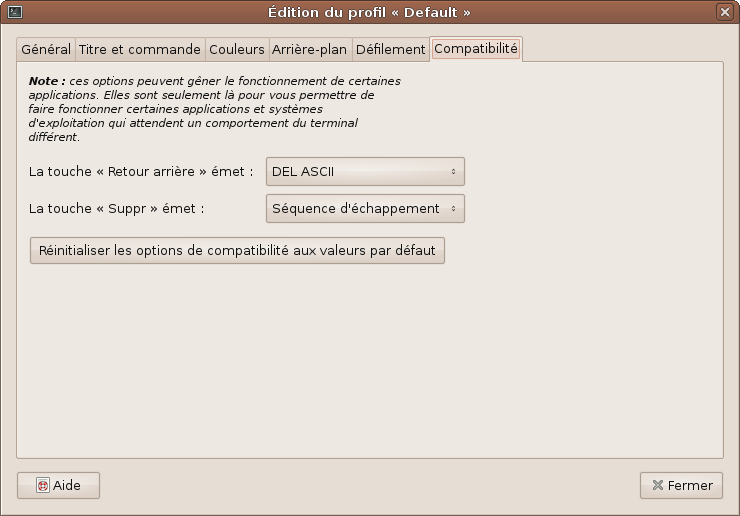 Édition du profil « Default »
Général Titre et commande Couleurs Arrière-plan Défilement Compatibilité
Note : ces options peuvent gêner le fonctionnement de certaines
applications. Elles sont seulement là pour vous permettre de
faire fonctionner certaines applications et systèmes
d'exploitation qui attendent un comportement du terminal
différent.
La touche « Retour arrière » émet : DEL ASCII
La touche « Suppr » émet : Séquence d'échappement
Réinitialiser les options de compatibilité aux valeurs par défaut
Aide Fermer